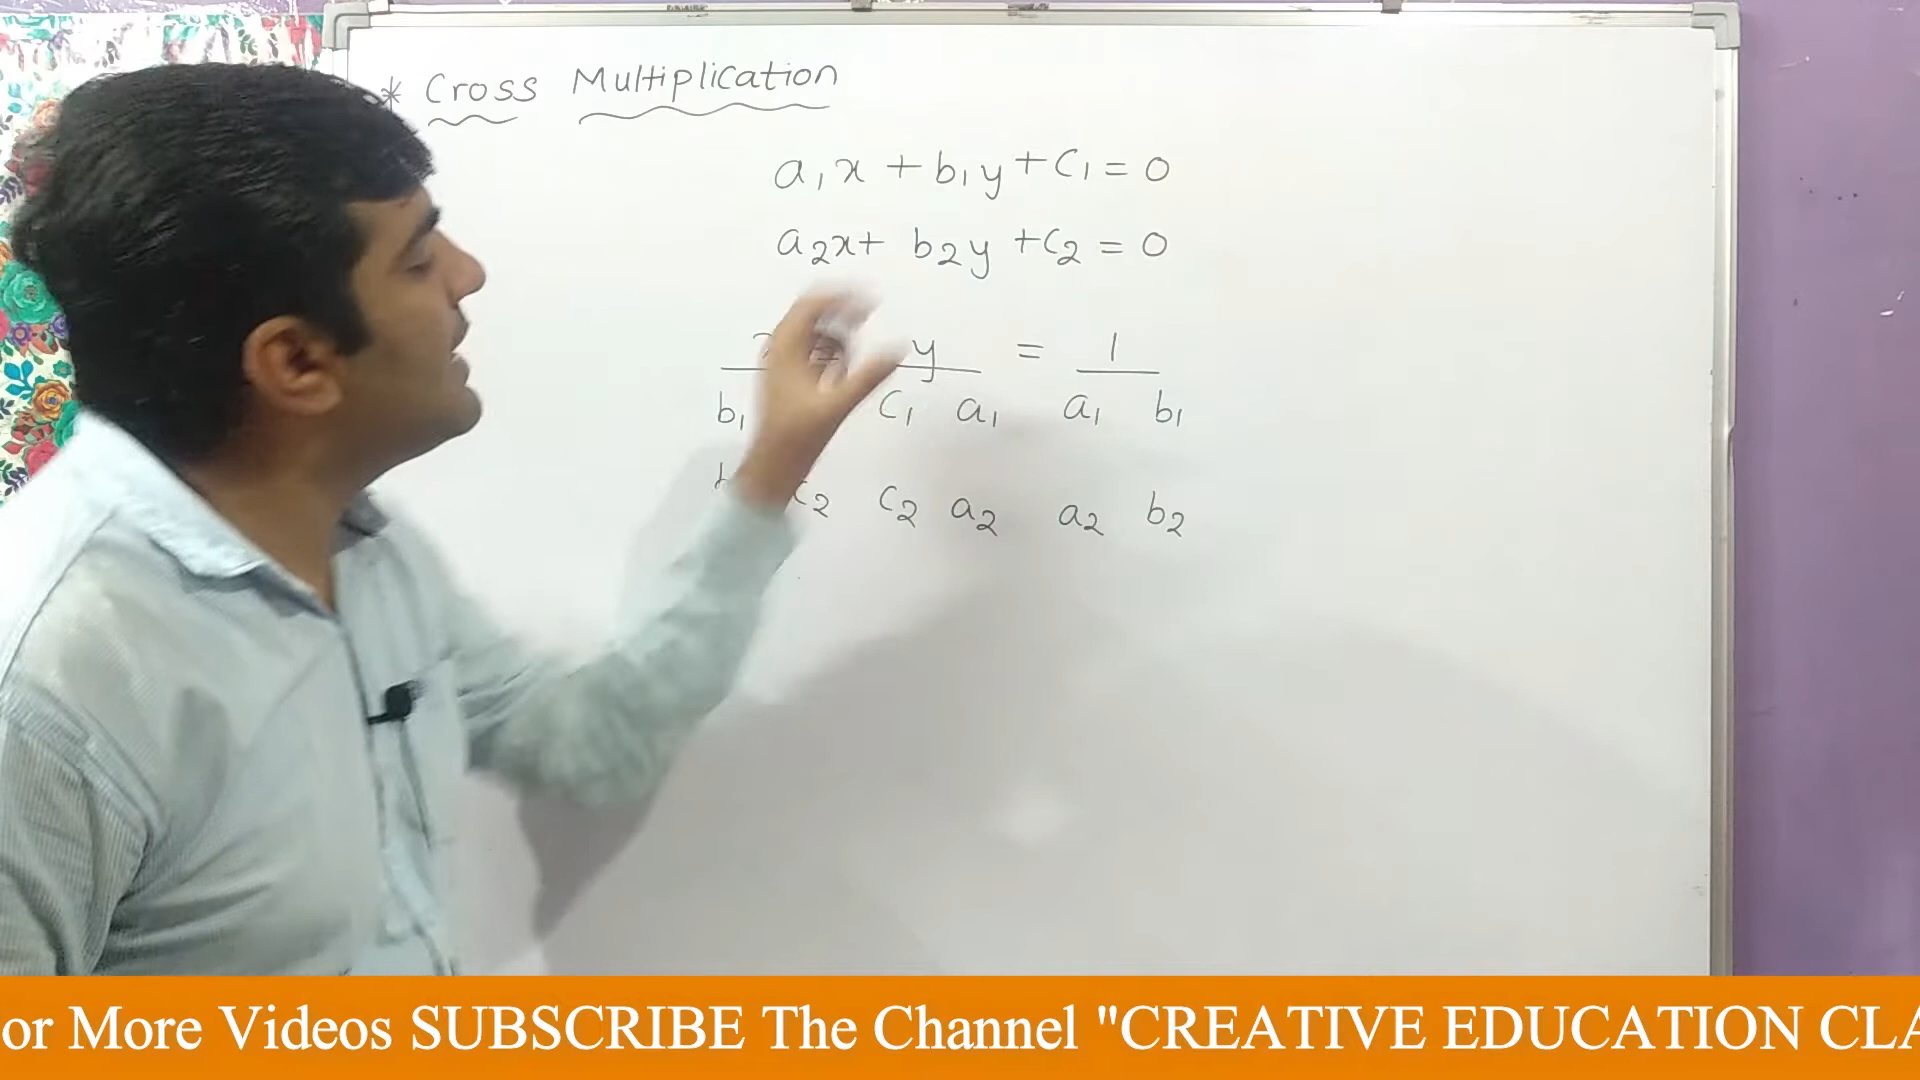 * Cross Multiplication
a₁x + b₁y + c₁ = 0
a₂x + b₂y + c₂ = 0
y = 1
b₁ c₁ a₁ a₁ b₁
c₂ c₂ a₂ a₂ b₂
or More Videos SUBSCRIBE The Channel "CREATIVE EDUCATION CLA